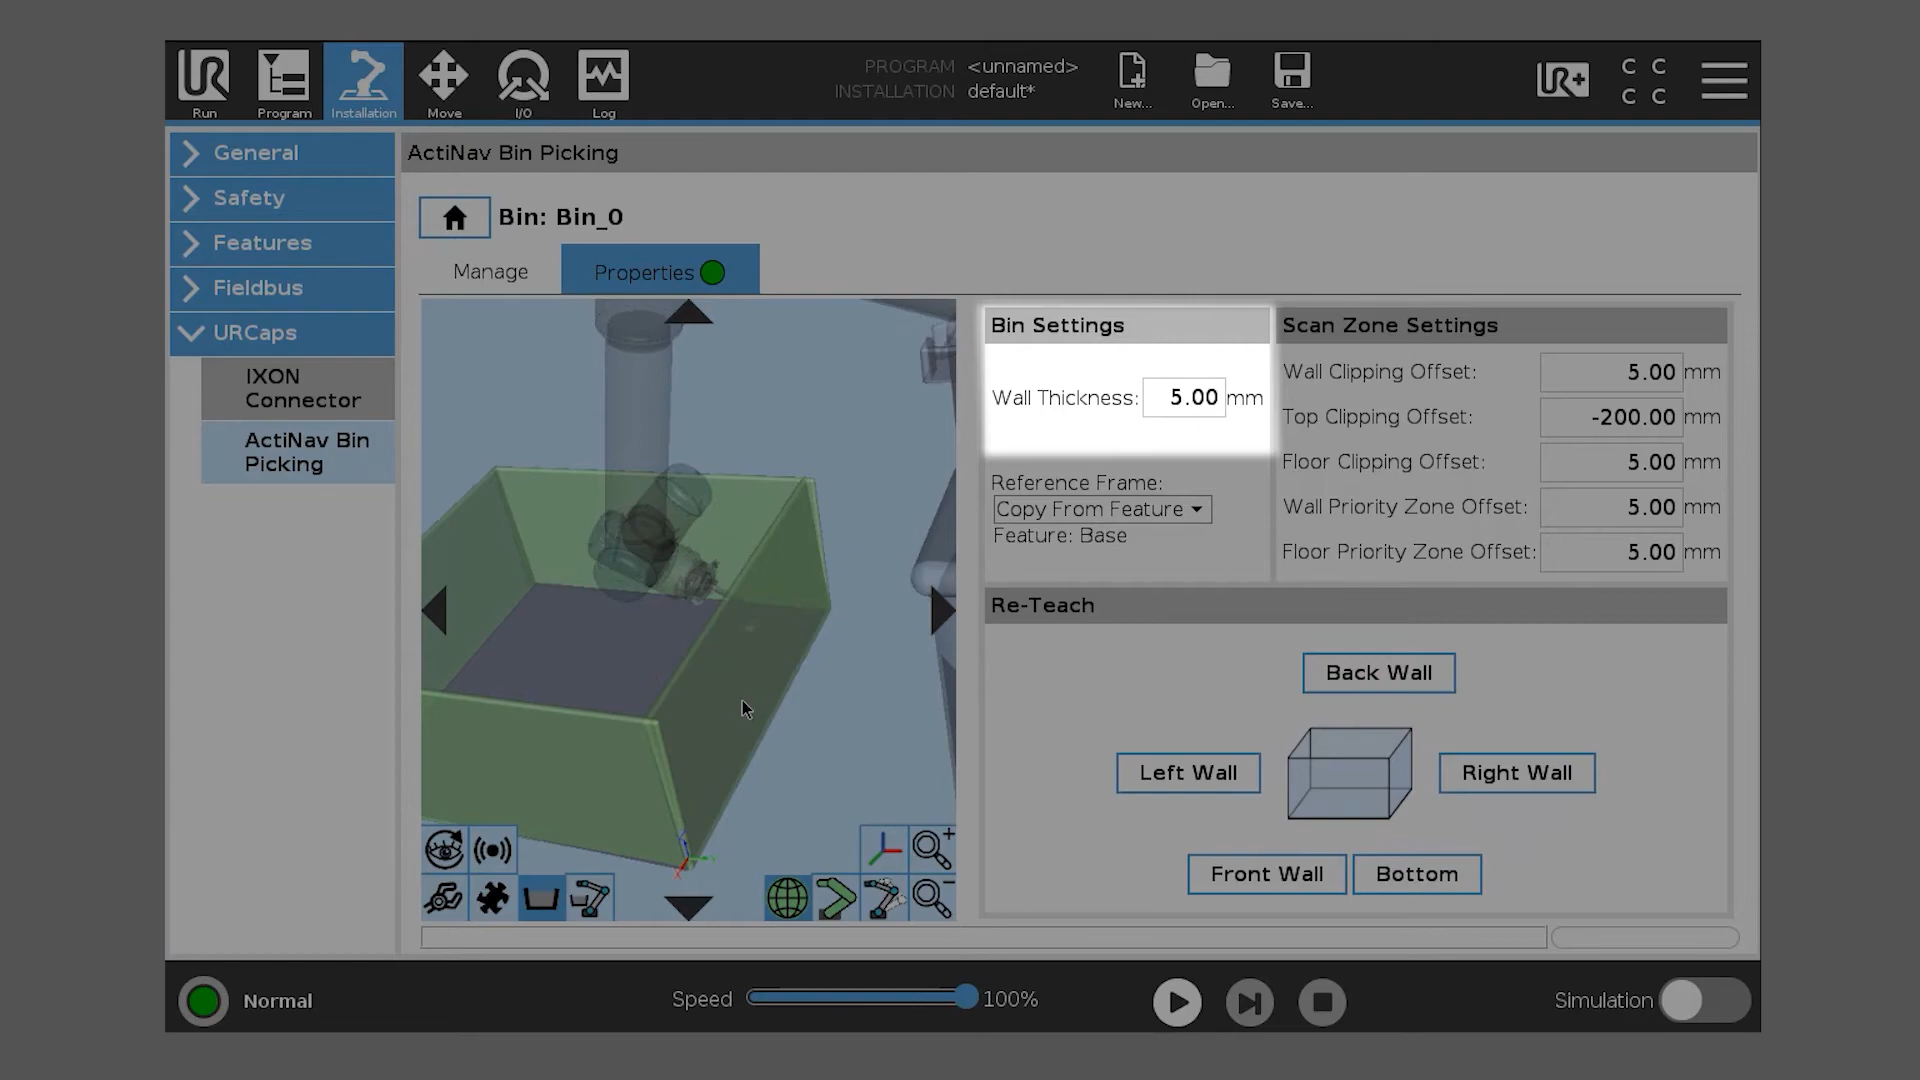 PROGRAM <unnamed>
INSTALLATION default*
New... Open... Save...
UR+
C C
C C
UR
Run Program Installation Move I/O Log
General
Safety
Features
Fieldbus
URCaps
IXON
Connector
ActiNav Bin
Picking
ActiNav Bin Picking
Bin: Bin_0
Manage Properties
Bin Settings
Wall Thickness: 5.00 mm
Reference Frame:
Copy From Feature
Feature: Base
Scan Zone Settings
Wall Clipping Offset: 5.00 mm
Top Clipping Offset: -200.00 mm
Floor Clipping Offset: 5.00 mm
Wall Priority Zone Offset: 5.00 mm
Floor Priority Zone Offset: 5.00 mm
Re-Teach
Back Wall
Left Wall Right Wall
Front Wall Bottom
Normal Speed 100% Simulation